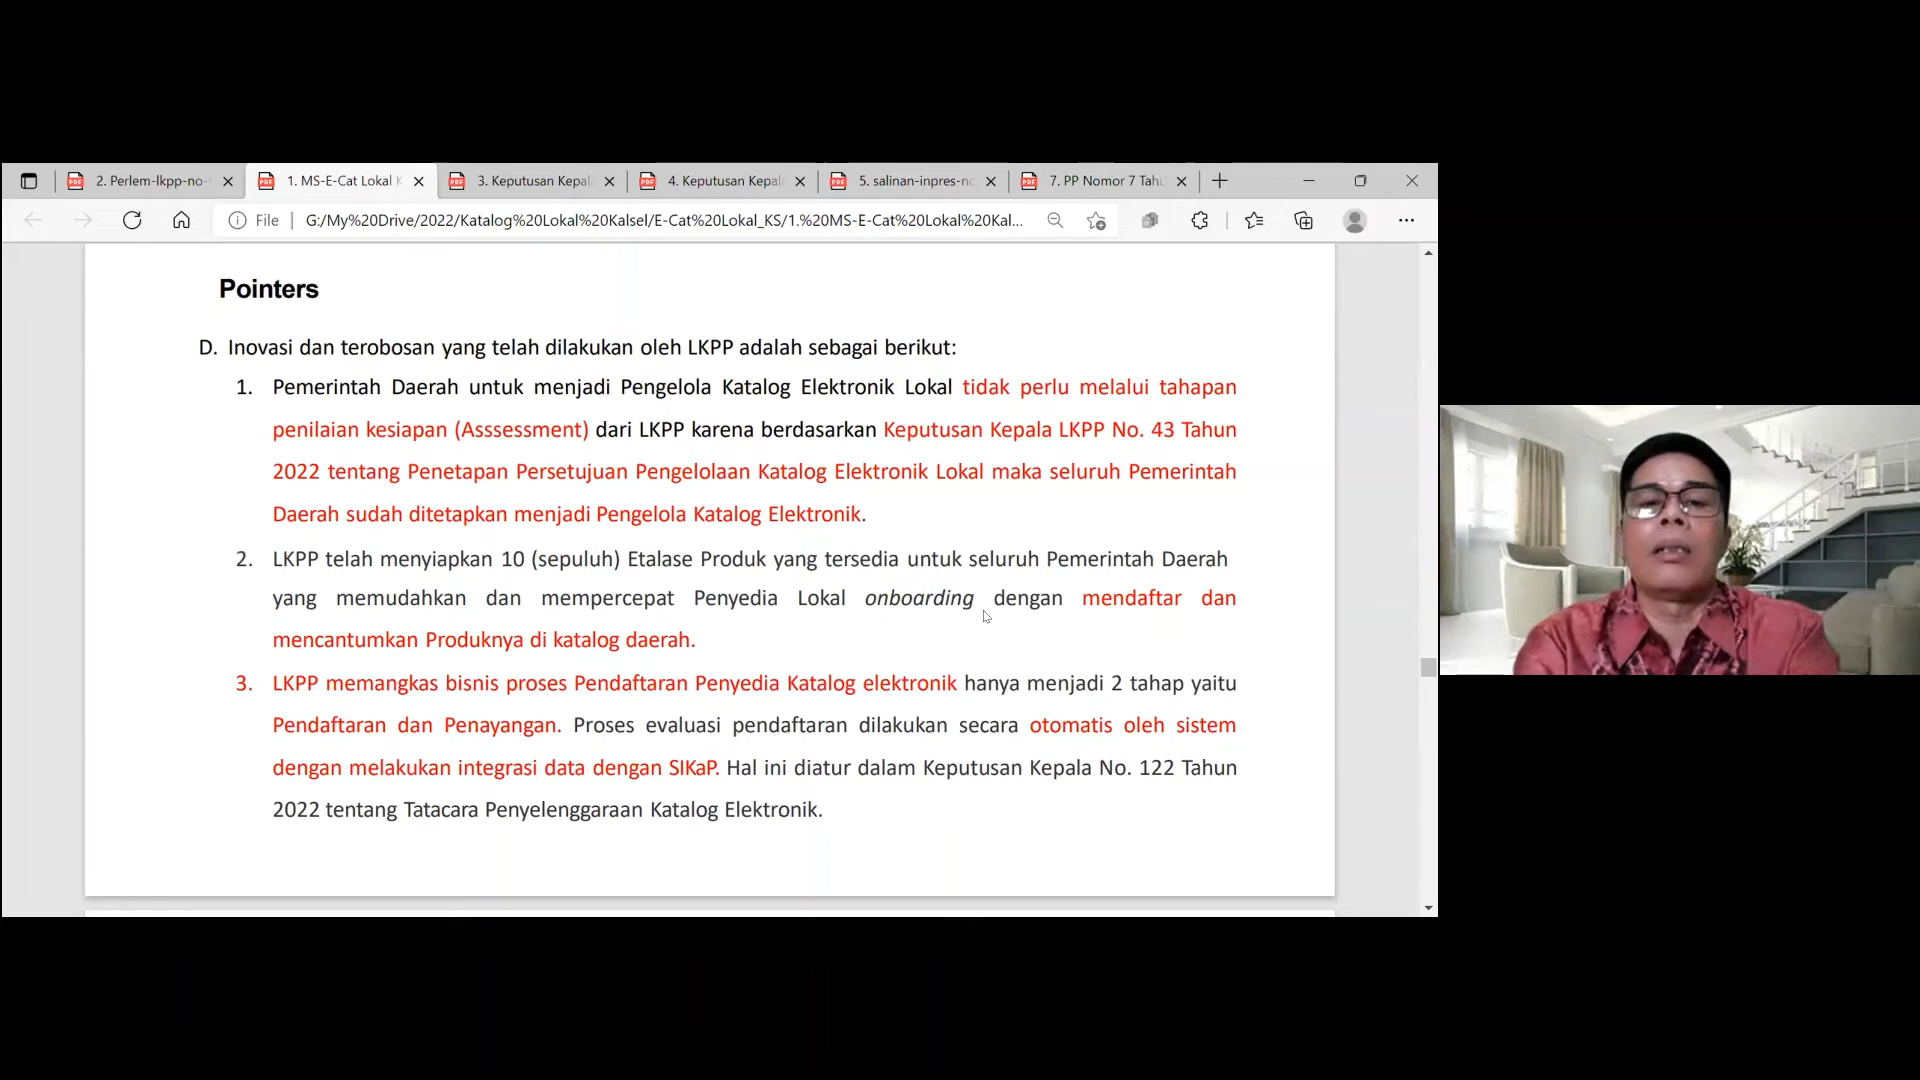 2. Perlem-lkpp-no-
1. MS-E-Cat Lokal K
3. Keputusan Kepal
4. Keputusan Kepal
5. salinan-inpres-no
7. PP Nomor 7 Tahu
File
G:/My%20Drive/2022/Katalog%20Lokal%20Kalsel/E-Cat%20Lokal_KS/1.%20MS-E-Cat%20Lokal%20Kal...
Pointers
D. Inovasi dan terobosan yang telah dilakukan oleh LKPP adalah sebagai berikut:
1. Pemerintah Daerah untuk menjadi Pengelola Katalog Elektronik Lokal tidak perlu melalui tahapan
penilaian kesiapan (Asssessment) dari LKPP karena berdasarkan Keputusan Kepala LKPP No. 43 Tahun
2022 tentang Penetapan Persetujuan Pengelolaan Katalog Elektronik Lokal maka seluruh Pemerintah
Daerah sudah ditetapkan menjadi Pengelola Katalog Elektronik.
2. LKPP telah menyiapkan 10 (sepuluh) Etalase Produk yang tersedia untuk seluruh Pemerintah Daerah
yang memudahkan dan mempercepat Penyedia Lokal onboarding dengan mendaftar dan
mencantumkan Produknya di katalog daerah.
3. LKPP memangkas bisnis proses Pendaftaran Penyedia Katalog elektronik hanya menjadi 2 tahap yaitu
Pendaftaran dan Penayangan. Proses evaluasi pendaftaran dilakukan secara otomatis oleh sistem
dengan melakukan integrasi data dengan SIKaP. Hal ini diatur dalam Keputusan Kepala No. 122 Tahun
2022 tentang Tatacara Penyelenggaraan Katalog Elektronik.